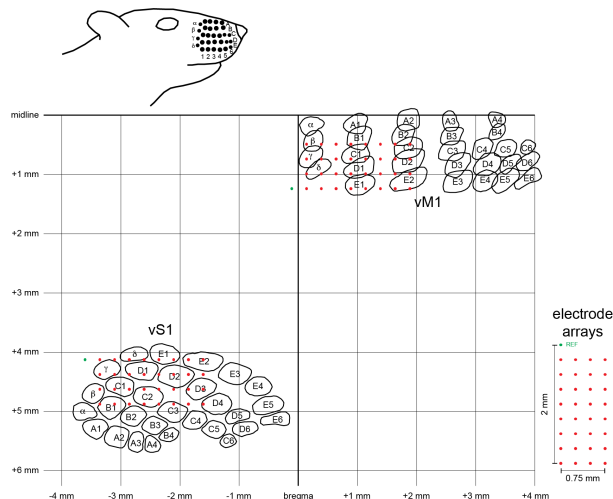 α
β
γ
δ
1 2 3 4 5
midline
α A1 A2 A3 A4
β B1 B2 B3 B4
γ C1 C2 C3 C4 C5 C6
δ D1 D2 D3 D4 D5 D6
E1 E2 E3 E4 E5 E6
+1 mm
vM1
+2 mm
+3 mm
vS1
+4 mm
δ E1 E2
γ D1 D2 E3
β C1 C2 D3 E4
α B1 B2 C3 D4 E5
+5 mm
A1 B3 C4 D5 E6
A2 A3 A4 B4 C5 D6
C6
+6 mm
-4 mm -3 mm -2 mm -1 mm bregma +1 mm +2 mm +3 mm +4 mm
electrode
arrays
REF
2 mm
0.75 mm